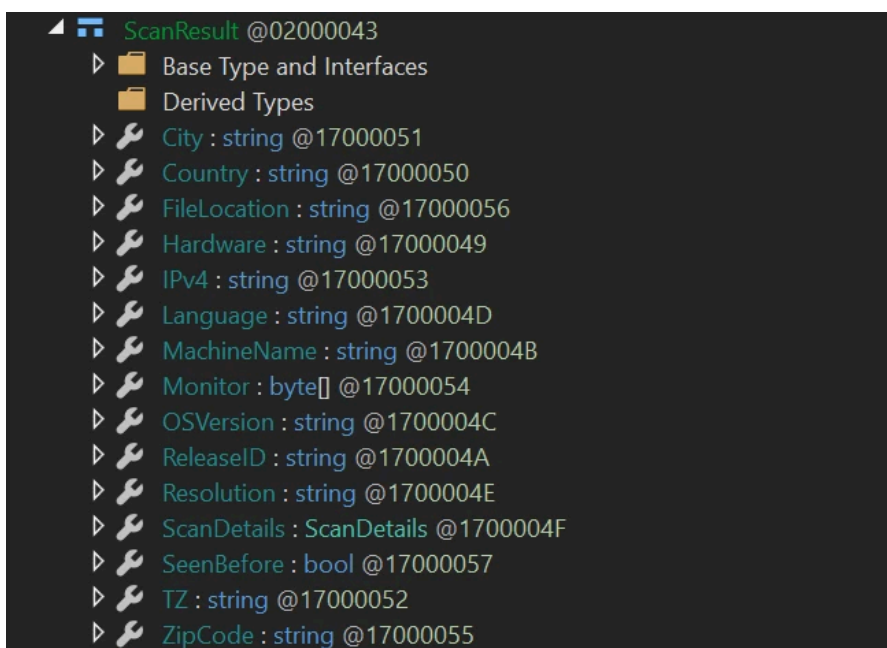 ScanResult @02000043
Base Type and Interfaces
Derived Types
City : string @17000051
Country : string @17000050
FileLocation : string @17000056
Hardware : string @17000049
IPv4 : string @17000053
Language : string @1700004D
MachineName : string @1700004B
Monitor : byte[] @17000054
OSVersion : string @1700004C
ReleaseID : string @1700004A
Resolution : string @1700004E
ScanDetails : ScanDetails @1700004F
SeenBefore : bool @17000057
TZ : string @17000052
ZipCode : string @17000055